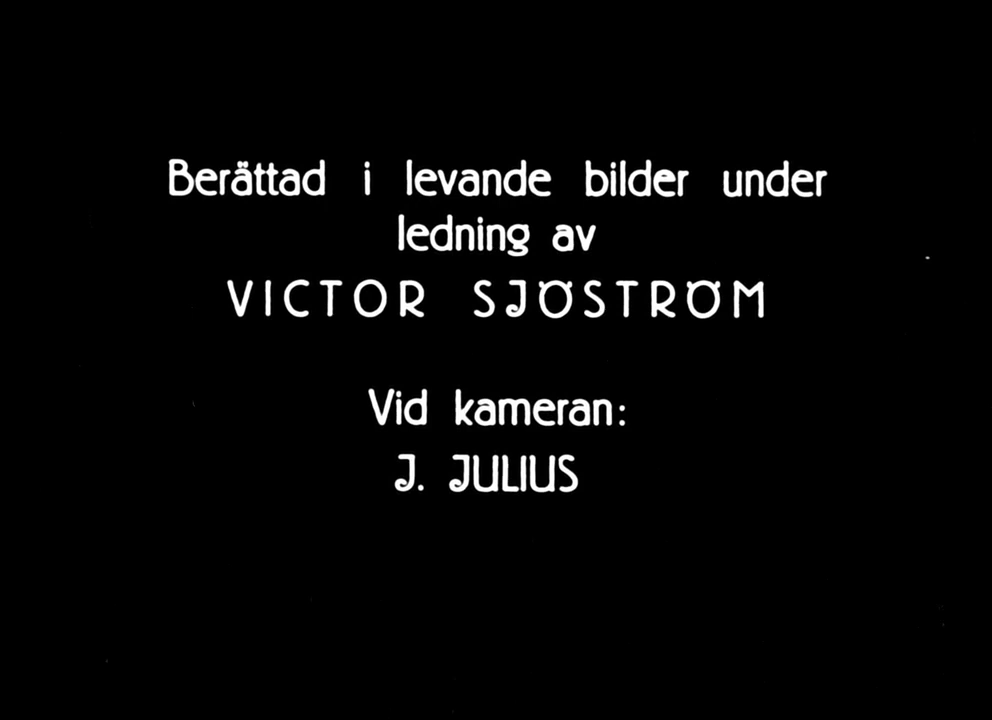 Berättad i levande bilder under
ledning av
VICTOR SJÖSTRÖM
Vid kameran:
J. JULIUS